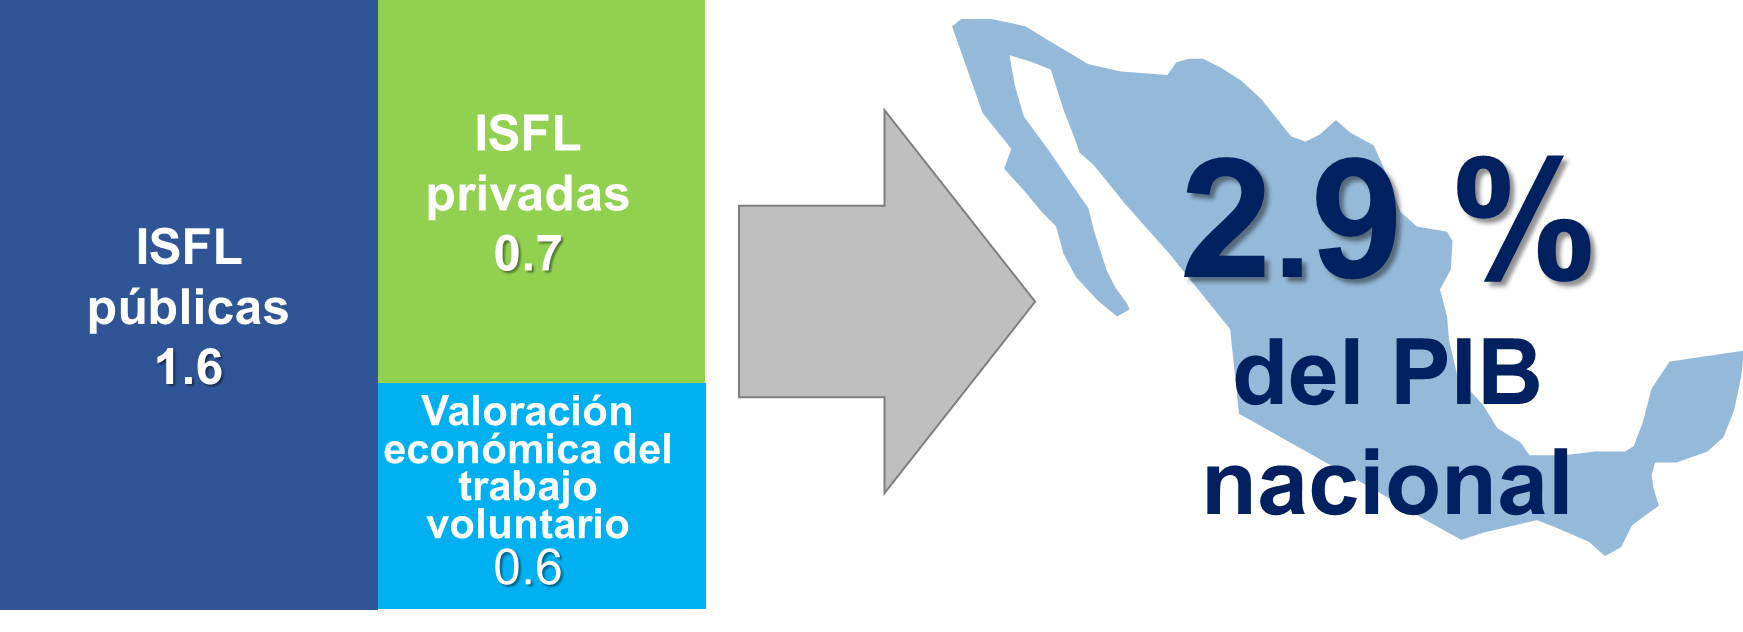 ISFL
públicas
1.6
ISFL
privadas
0.7
Valoración
económica del
trabajo
voluntario
0.6
2.9 %
del PIB
nacional